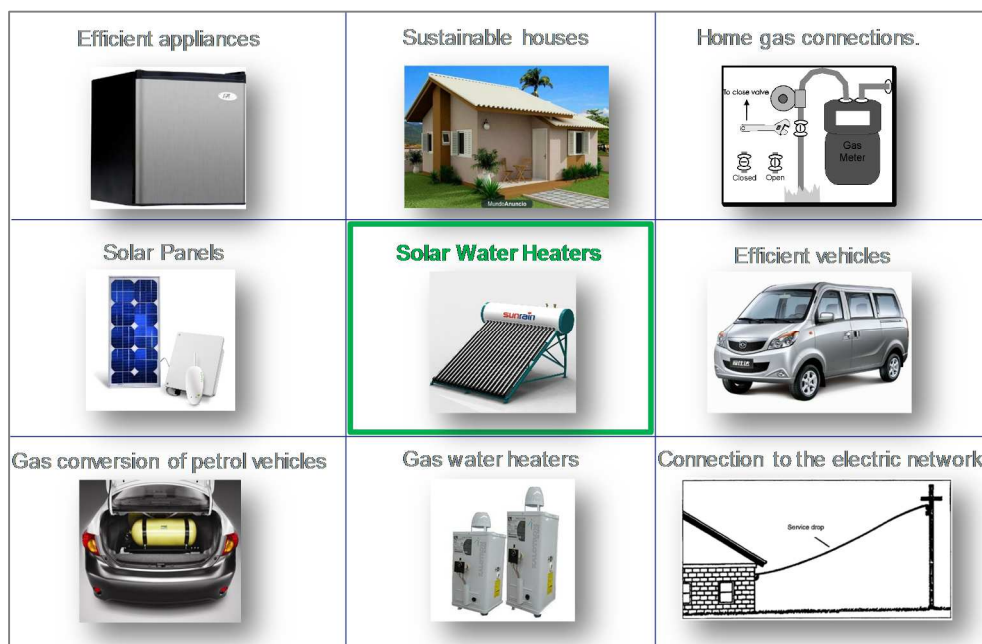 Efficient appliances
Sustainable houses
Home gas connections.
MundoAnuncio
To close valve
Closed
Open
Gas
Meter
Solar Panels
Solar Water Heaters
sunrain
Efficient vehicles
Gas conversion of petrol vehicles
Gas water heaters
Connection to the electric network
Service drop